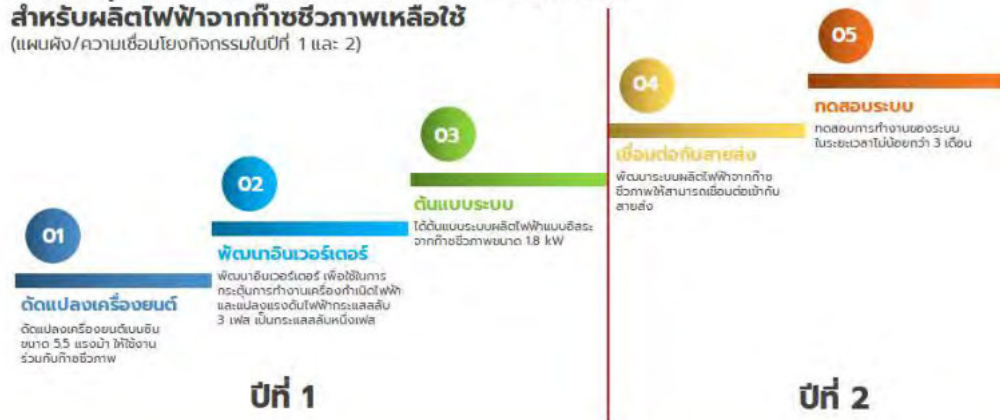 สำหรับผลิตไฟฟ้าจากก๊าซชีวภาพเหลือใช้
(แผนผัง/ความเชื่อมโยงกิจกรรมในปีที่ 1 และ 2)
01
ดัดแปลงเครื่องยนต์
ดัดแปลงเครื่องยนต์เบนซิน
ขนาด 5.5 แรงม้า ให้ใช้งาน
ร่วมกับก๊าซชีวภาพ
02
พัฒนาอินเวอร์เตอร์
พัฒนาอินเวอร์เตอร์ เพื่อใช้ในการ
กระตุ้นการทำงานเครื่องกำเนิดไฟฟ้า
และแปลงแรงดันไฟฟ้ากระแสสลับ
3 เฟส เป็นกระแสสลับหนึ่งเฟส
03
ต้นแบบระบบ
ได้ต้นแบบระบบผลิตไฟฟ้าแบบอิสระ
จากก๊าซชีวภาพขนาด 1.8 kW
ปีที่ 1
04
เชื่อมต่อกับสายส่ง
พัฒนาระบบผลิตไฟฟ้าจากก๊าซ
ชีวภาพให้สามารถเชื่อมต่อเข้ากับ
สายส่ง
05
ทดสอบระบบ
ทดสอบการทำงานของระบบ
ในระยะเวลาไม่น้อยกว่า 3 เดือน
ปีที่ 2